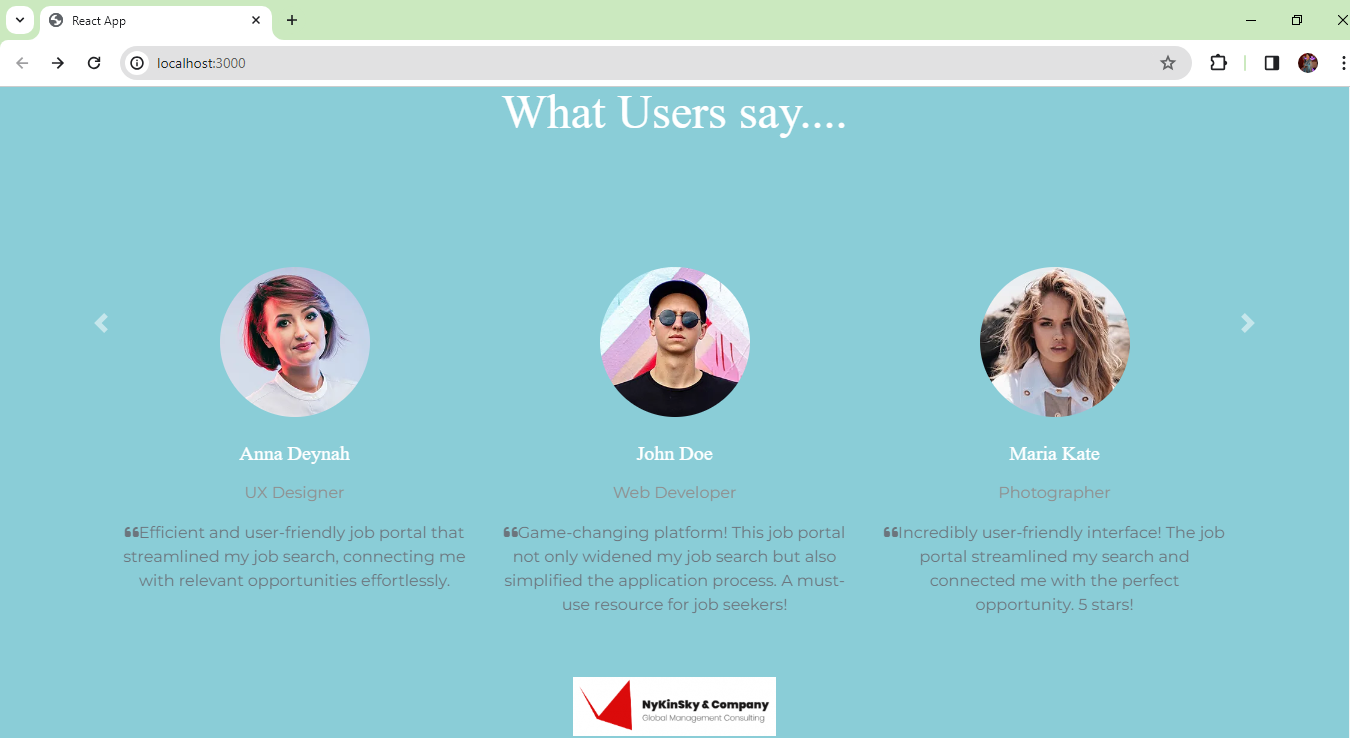 React App
localhost:3000
What Users say....
Anna Deynah
UX Designer
❝Efficient and user-friendly job portal that
streamlined my job search, connecting me
with relevant opportunities effortlessly.
John Doe
Web Developer
❝Game-changing platform! This job portal
not only widened my job search but also
simplified the application process. A must-
use resource for job seekers!
Maria Kate
Photographer
❝Incredibly user-friendly interface! The job
portal streamlined my search and
connected me with the perfect
opportunity. 5 stars!
NyKinSky & Company
Global Management Consulting